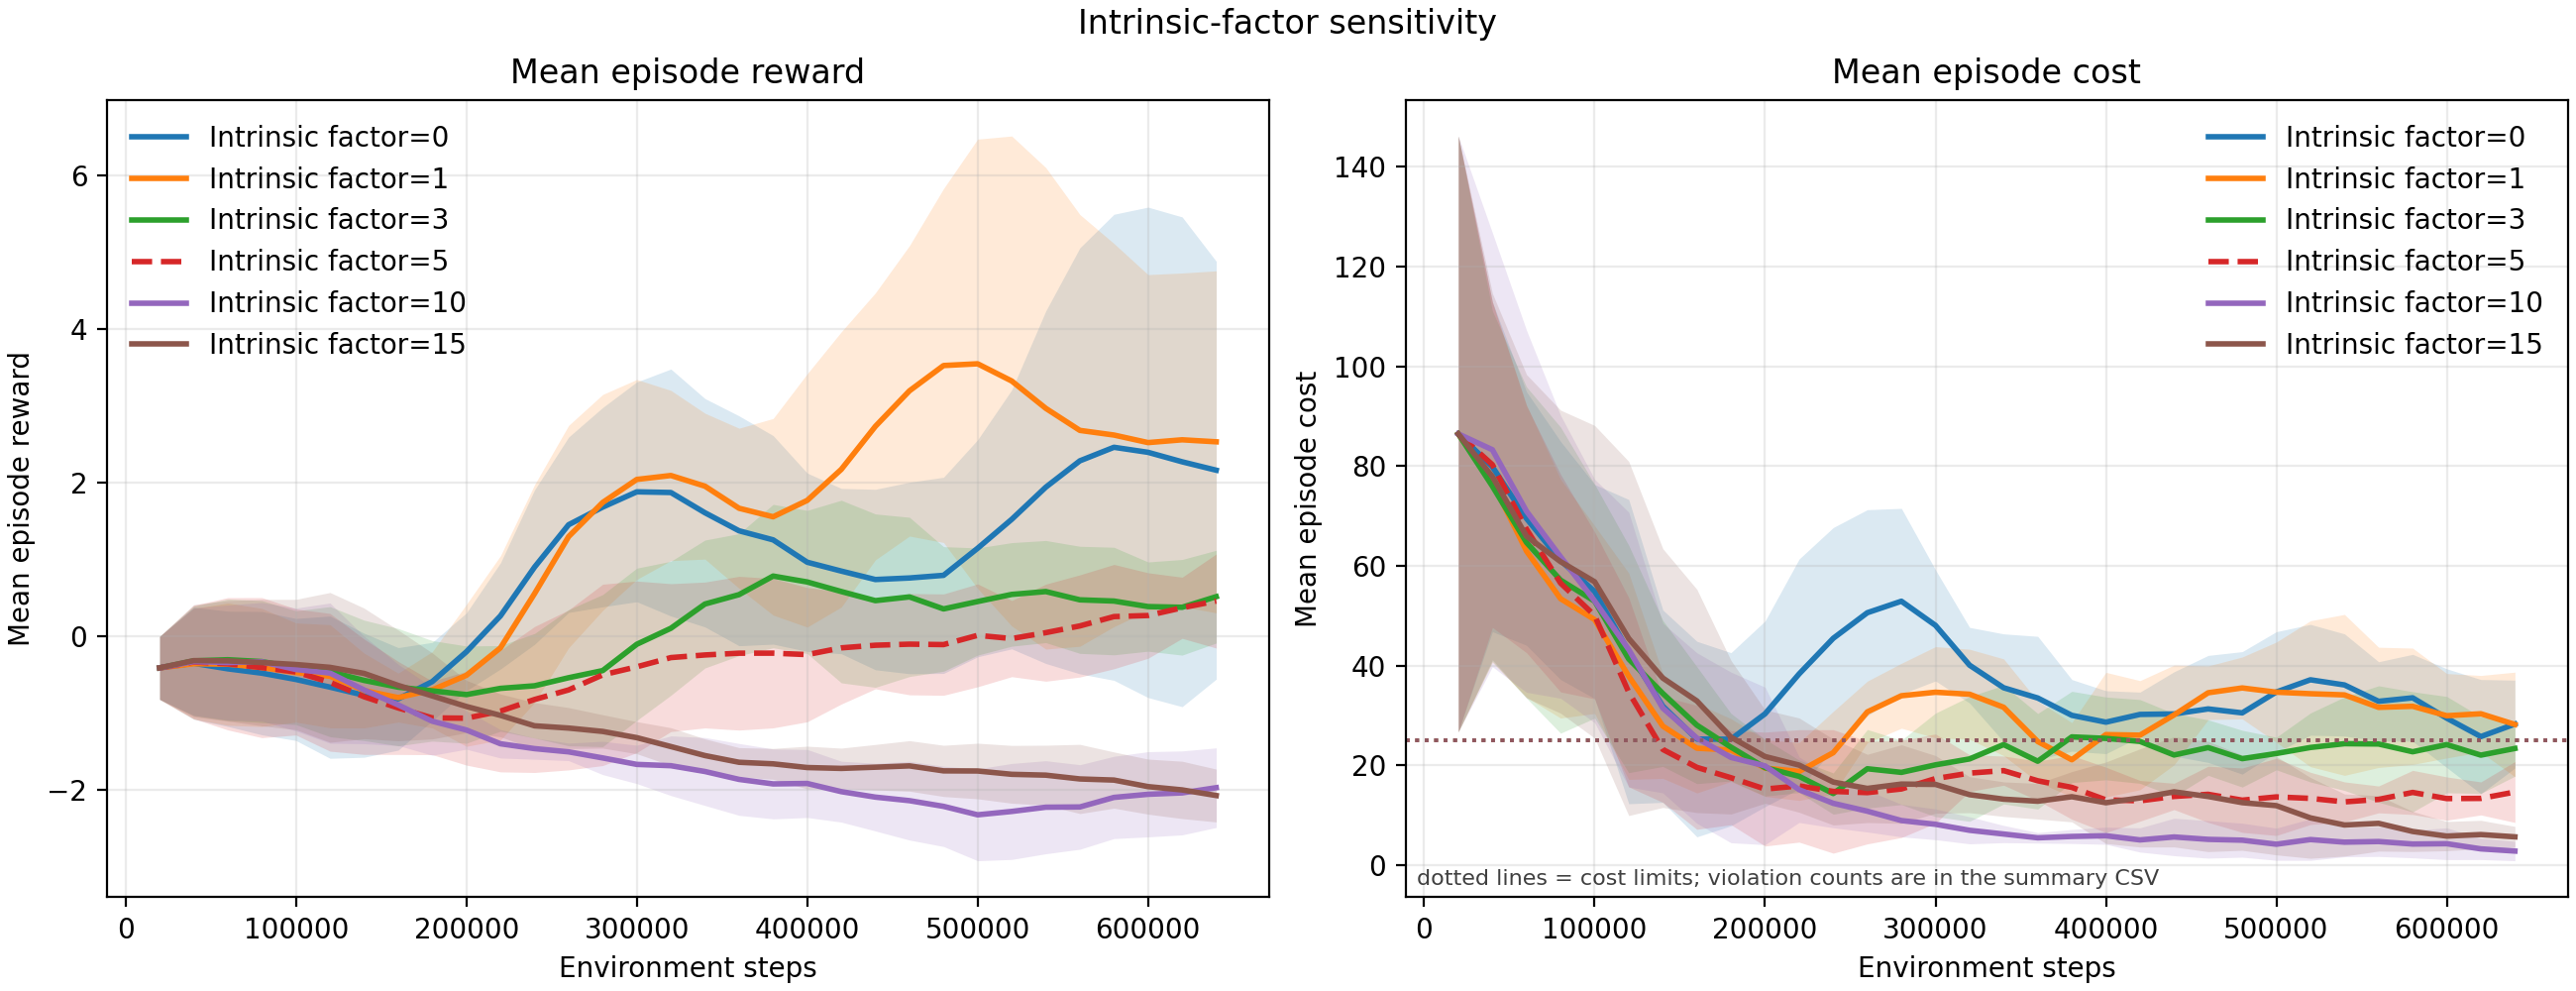 Intrinsic-factor sensitivity
Mean episode reward
Mean episode reward
6
4
2
0
−2
Intrinsic factor=0
Intrinsic factor=1
Intrinsic factor=3
Intrinsic factor=5
Intrinsic factor=10
Intrinsic factor=15
0
100000
200000
300000
400000
500000
600000
Environment steps
Mean episode cost
Mean episode cost
140
120
100
80
60
40
20
0
Intrinsic factor=0
Intrinsic factor=1
Intrinsic factor=3
Intrinsic factor=5
Intrinsic factor=10
Intrinsic factor=15
dotted lines = cost limits; violation counts are in the summary CSV
0
100000
200000
300000
400000
500000
600000
Environment steps